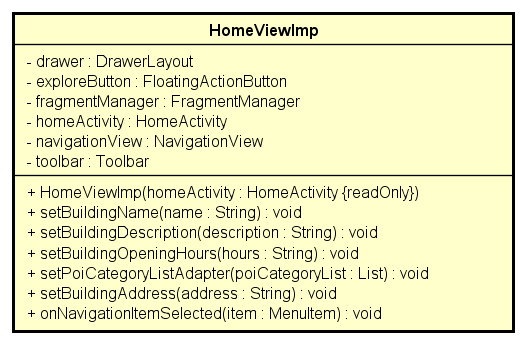 HomeViewImp
- drawer : DrawerLayout
- exploreButton : FloatingActionButton
- fragmentManager : FragmentManager
- homeActivity : HomeActivity
- navigationView : NavigationView
- toolbar : Toolbar
+ HomeViewImp(homeActivity : HomeActivity {readOnly})
+ setBuildingName(name : String) : void
+ setBuildingDescription(description : String) : void
+ setBuildingOpeningHours(hours : String) : void
+ setPoiCategoryListAdapter(poiCategoryList : List) : void
+ setBuildingAddress(address : String) : void
+ onNavigationItemSelected(item : MenuItem) : void